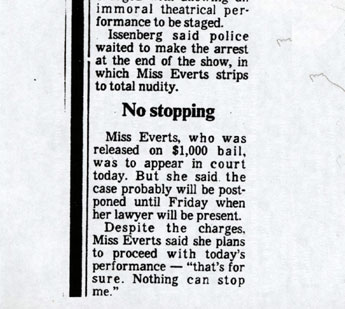 immoral theatrical per-
formance to be staged.
Issenberg said police
waited to make the arrest
at the end of the show, in
which Miss Everts strips
to total nudity.
No stopping
Miss Everts, who was
released on $1,000 bail,
was to appear in court
today. But she said the
case probably will be post-
poned until Friday when
her lawyer will be present.
Despite the charges,
Miss Everts said she plans
to proceed with today's
performance — “that's for
sure. Nothing can stop
me.”